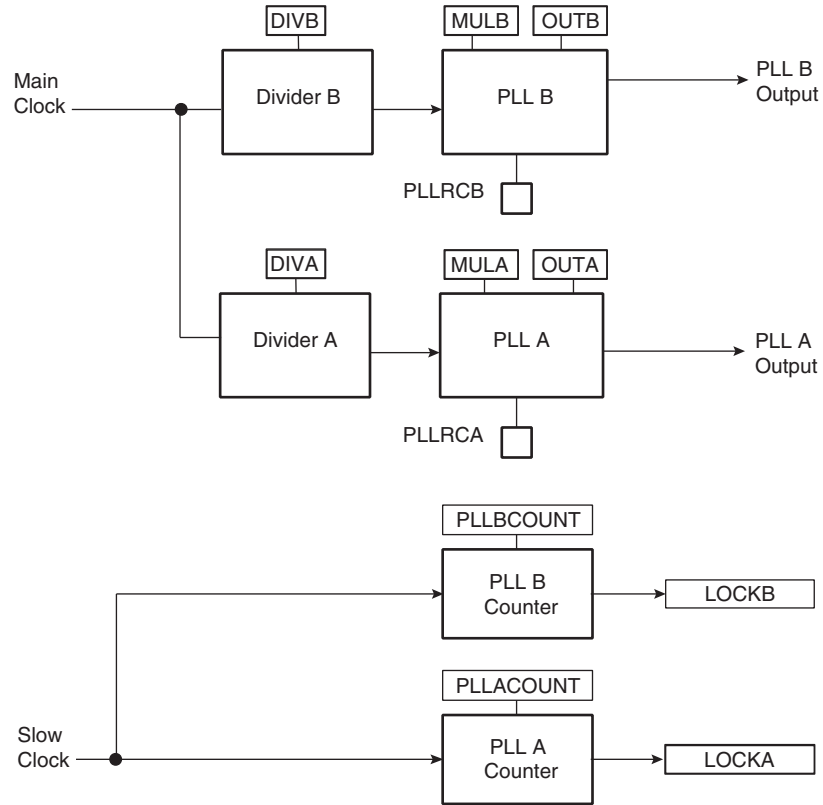 DIVB
MULB
OUTB
Main
Clock
Divider B
PLL B
PLL B
Output
PLLRCB
DIVA
MULA
OUTA
Divider A
PLL A
PLL A
Output
PLLRCA
PLLBCOUNT
PLL B
Counter
LOCKB
PLLACOUNT
Slow
Clock
PLL A
Counter
LOCKA